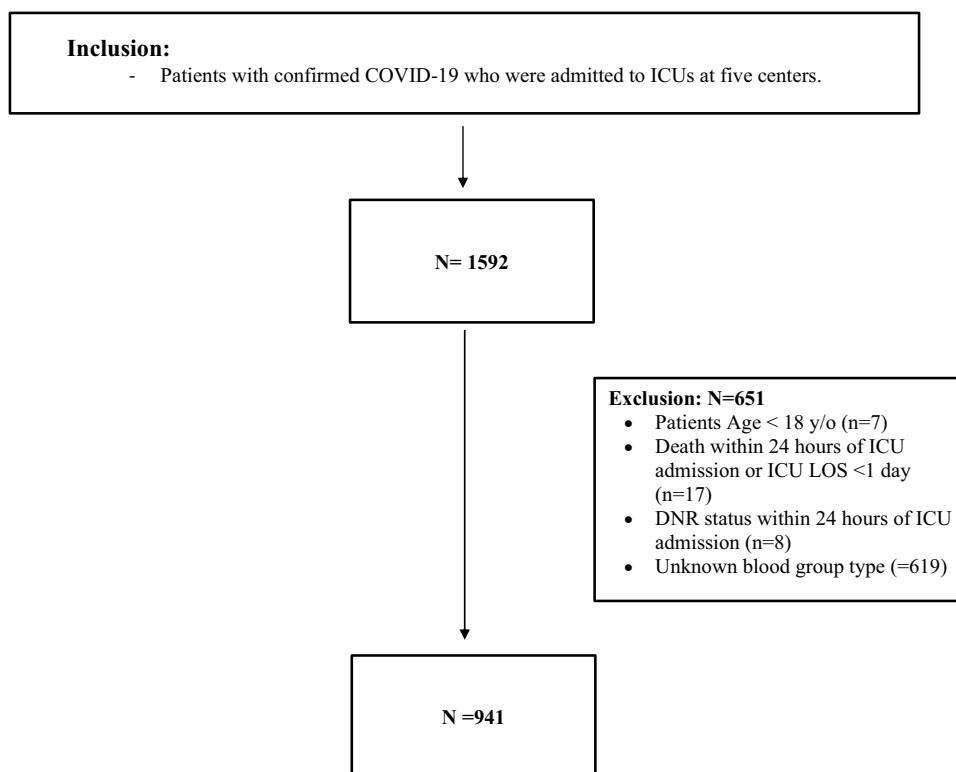 Inclusion:
- Patients with confirmed COVID-19 who were admitted to ICUs at five centers.
N= 1592
Exclusion: N=651
• Patients Age < 18 y/o (n=7)
• Death within 24 hours of ICU
admission or ICU LOS <1 day
(n=17)
• DNR status within 24 hours of ICU
admission (n=8)
• Unknown blood group type (=619)
N =941